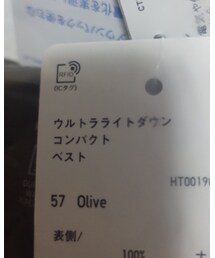 RFID
(ICタグ)
ウルトラライトダウン
コンパクト
ベスト
HT0019
57 Olive
表側/
100%